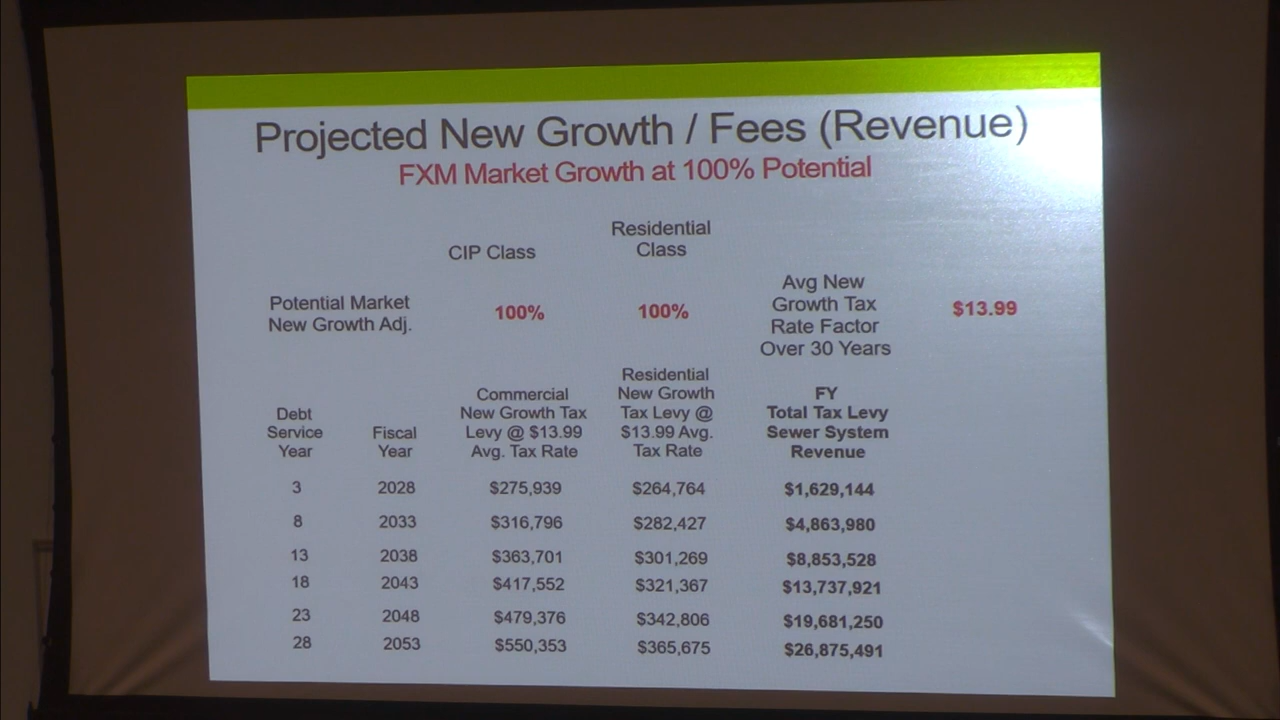 Projected New Growth / Fees (Revenue)
FXM Market Growth at 100% Potential
CIP Class
Residential
Class
Potential Market
New Growth Adj.
100%
100%
Avg New
Growth Tax
Rate Factor
Over 30 Years
$13.99
Debt
Service
Year
Fiscal
Year
Commercial
New Growth Tax
Levy @ $13.99
Avg. Tax Rate
Residential
New Growth
Tax Levy @
$13.99 Avg.
Tax Rate
FY
Total Tax Levy
Sewer System
Revenue
3 2028 $275,939 $264,764 $1,629,144
8 2033 $316,796 $282,427 $4,863,980
13 2038 $363,701 $301,269 $8,853,528
18 2043 $417,552 $321,367 $13,737,921
23 2048 $479,376 $342,806 $19,681,250
28 2053 $550,353 $365,675 $26,875,491